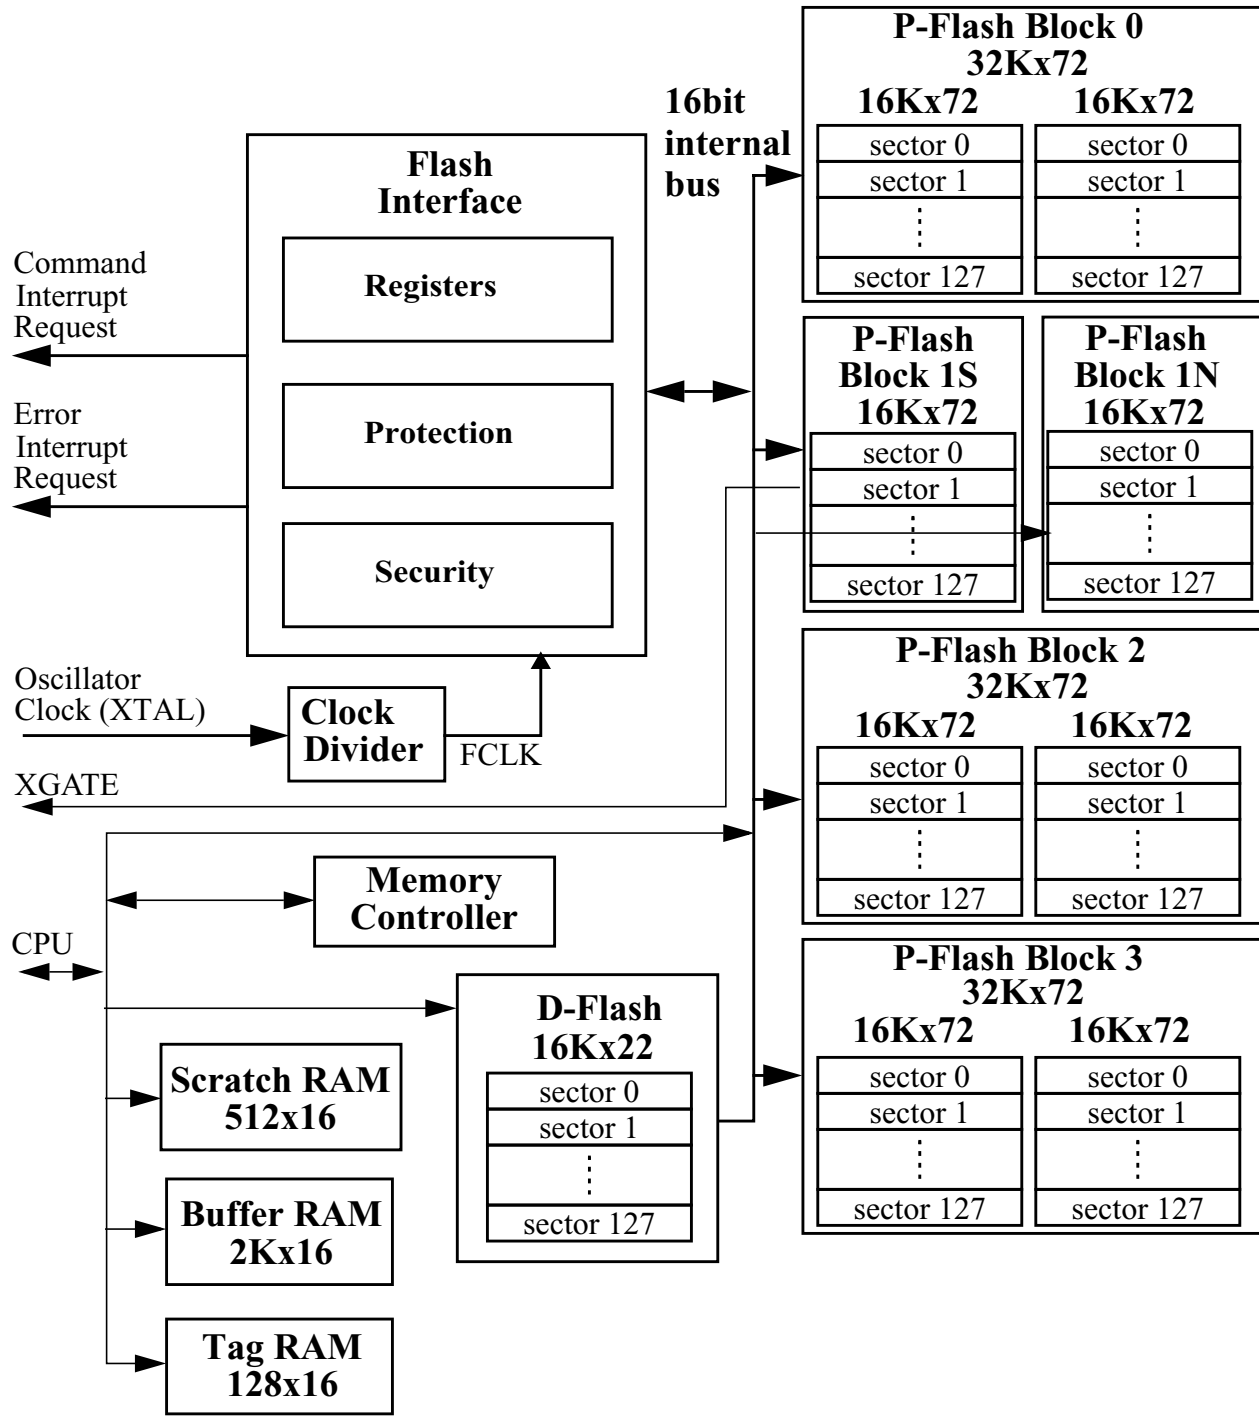 P-Flash Block 0
32Kx72
16Kx72 16Kx72
sector 0 sector 0
sector 1 sector 1
sector 127 sector 127
16bit
internal
bus
Flash
Interface
Registers
Protection
Security
Command
Interrupt
Request
Error
Interrupt
Request
P-Flash
Block 1S
16Kx72
sector 0
sector 1
sector 127
P-Flash
Block 1N
16Kx72
sector 0
sector 1
sector 127
Oscillator
Clock (XTAL)
Clock
Divider
FCLK
XGATE
P-Flash Block 2
32Kx72
16Kx72 16Kx72
sector 0 sector 0
sector 1 sector 1
sector 127 sector 127
Memory
Controller
CPU
D-Flash
16Kx22
sector 0
sector 1
sector 127
P-Flash Block 3
32Kx72
16Kx72 16Kx72
sector 0 sector 0
sector 1 sector 1
sector 127 sector 127
Scratch RAM
512x16
Buffer RAM
2Kx16
Tag RAM
128x16